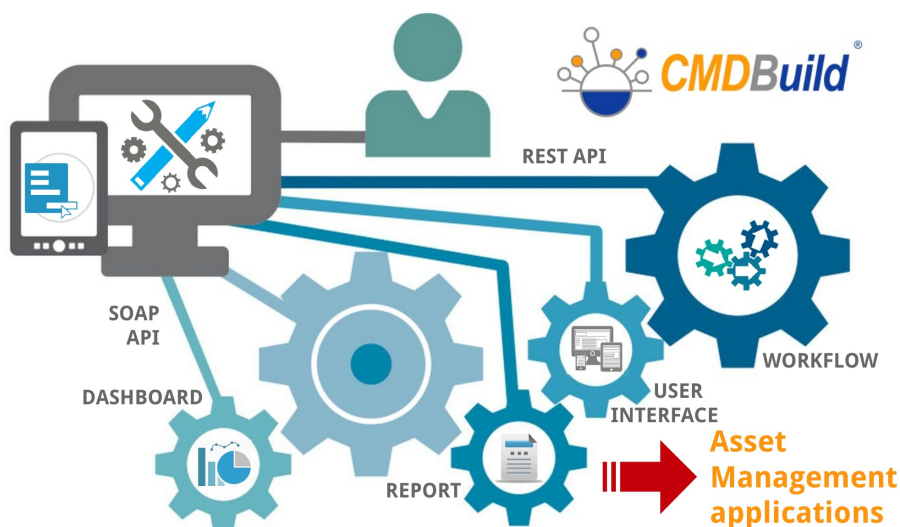 CMDBuild®
REST API
SOAP
API
WORKFLOW
DASHBOARD
USER
INTERFACE
REPORT
Asset
Management
applications